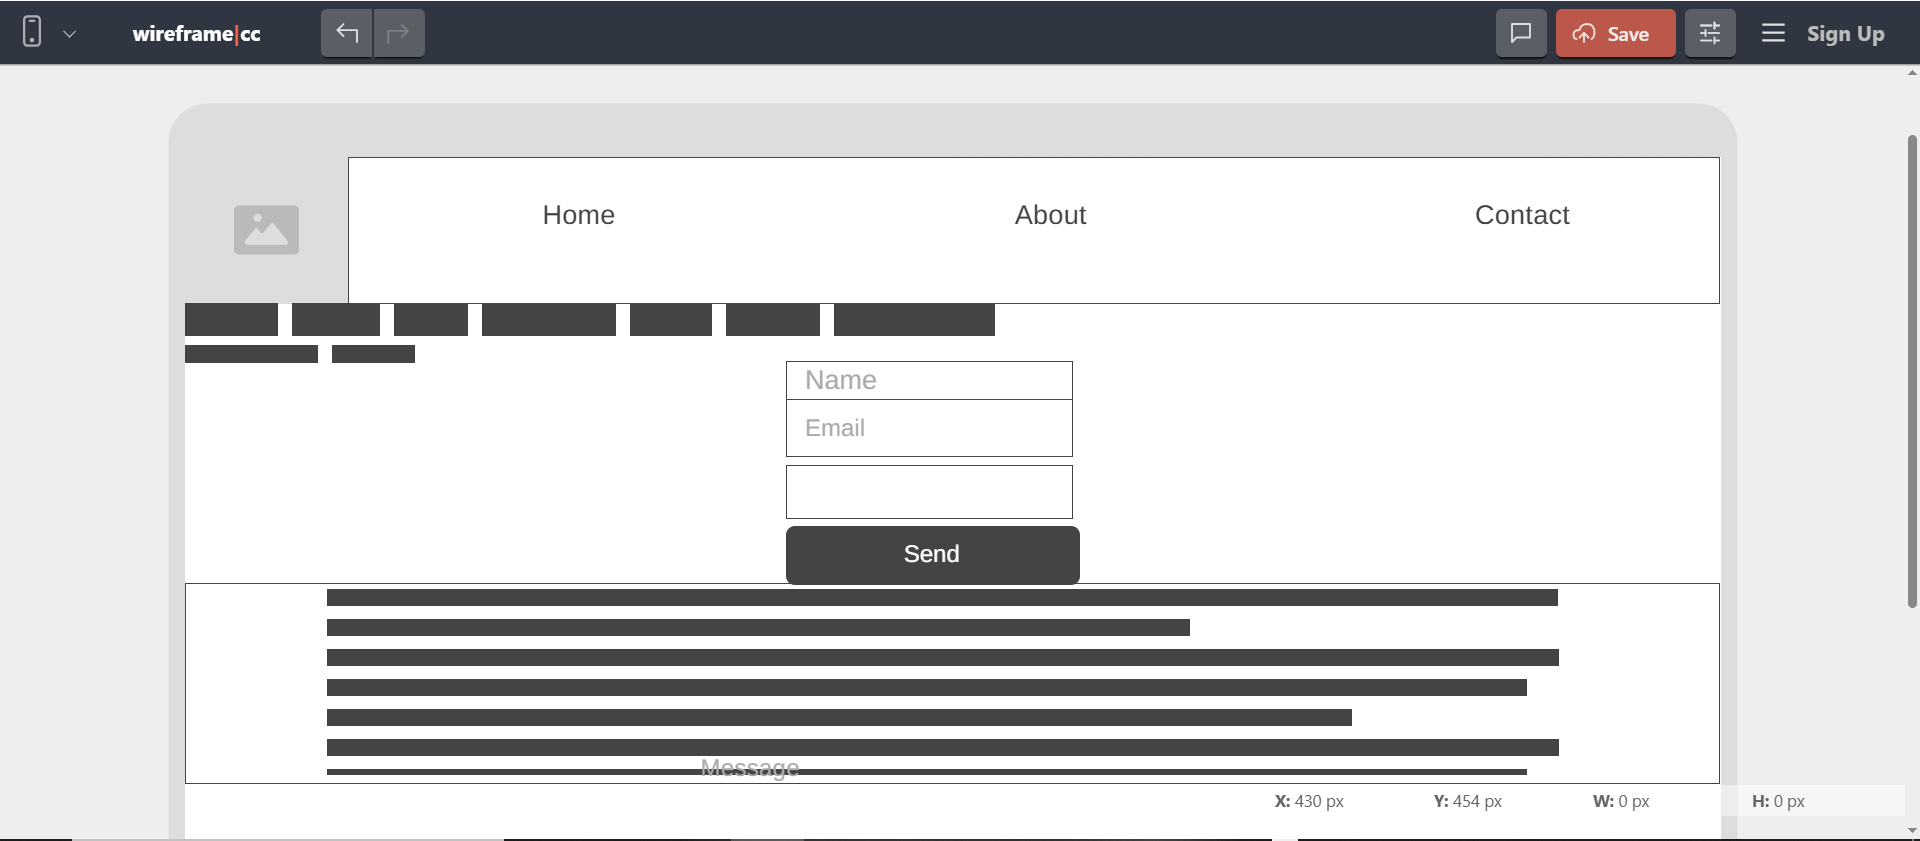 wireframe|cc
Save
Sign Up
Home
About
Contact
Name
Email
Send
Message
X: 430 px
Y: 454 px
W: 0 px
H: 0 px